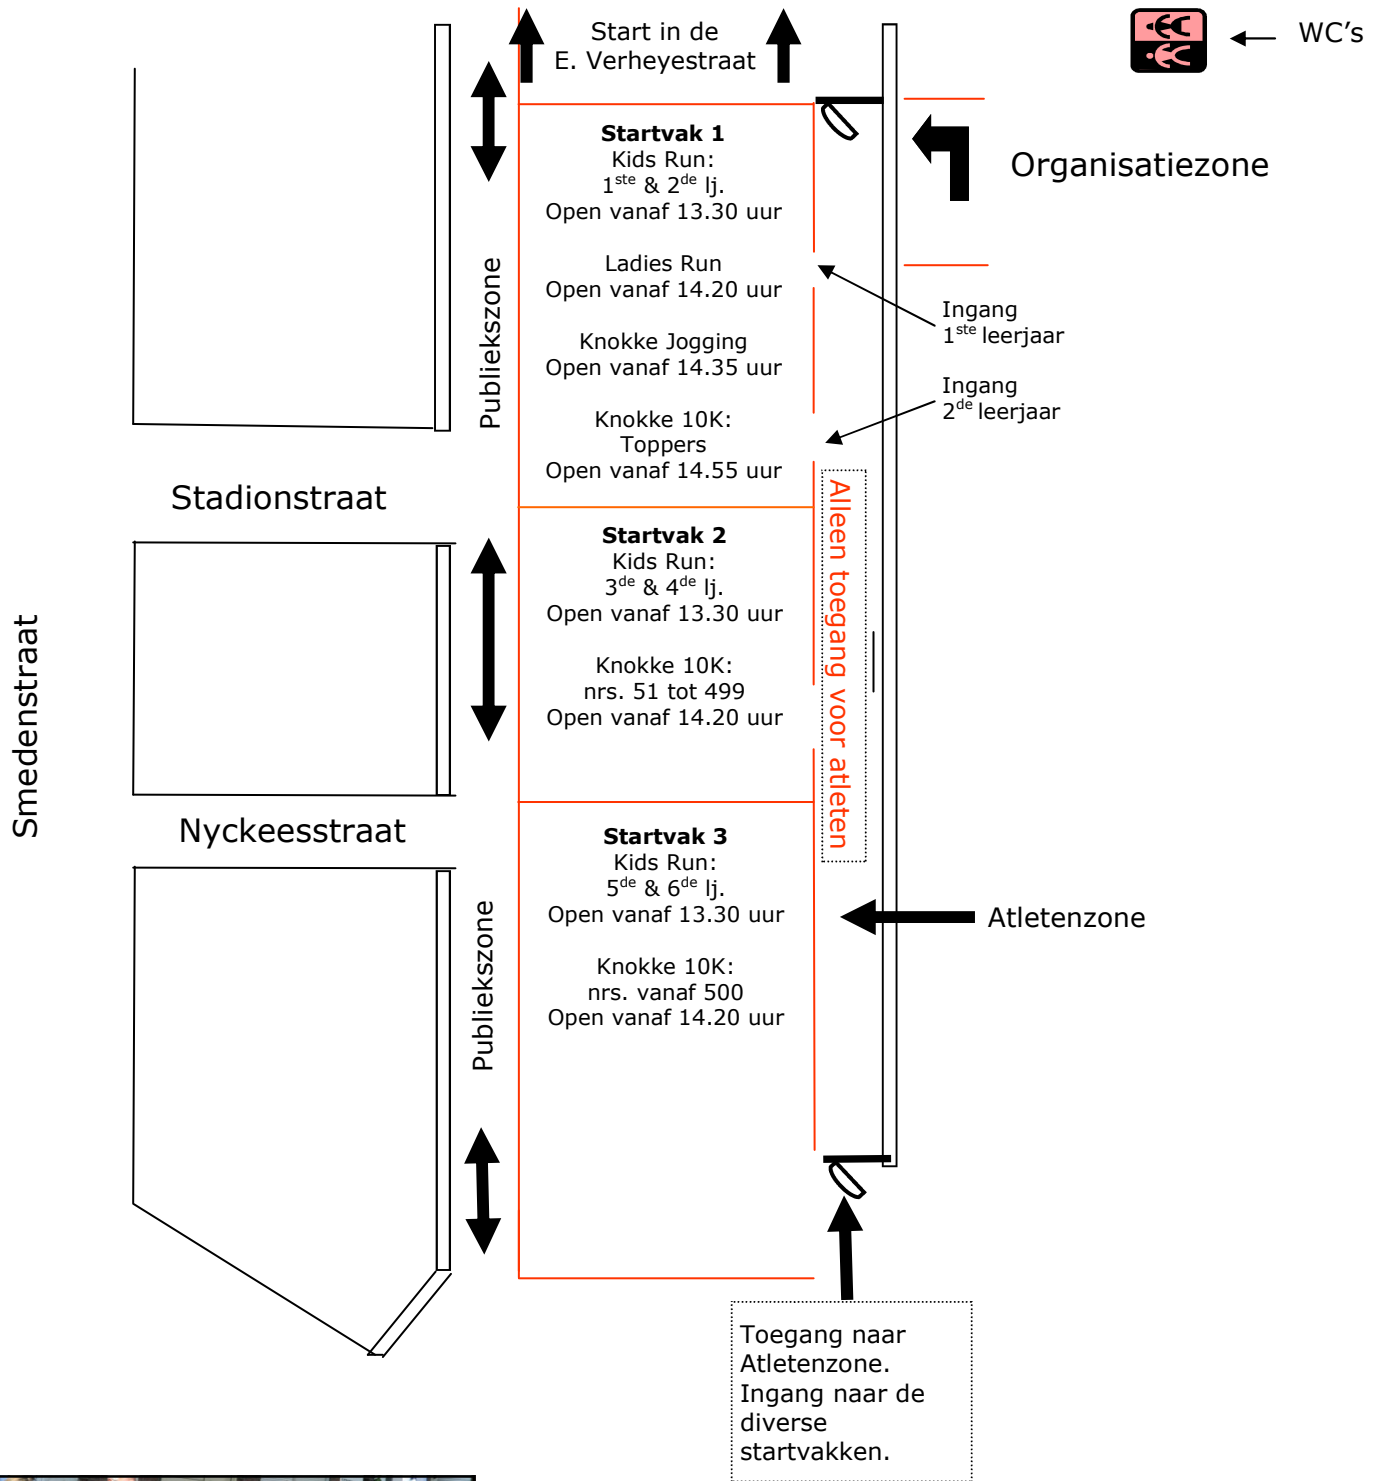 Start in de
E. Verheyestraat
WC's
Startvak 1
Kids Run:
1ste & 2de lj.
Open vanaf 13.30 uur
Ladies Run
Open vanaf 14.20 uur
Knokke Jogging
Open vanaf 14.35 uur
Knokke 10K:
Toppers
Open vanaf 14.55 uur
Organisatiezone
Publiekszone
Ingang
1ste leerjaar
Ingang
2de leerjaar
Stadionstraat
Alleen toegang voor atleten
Startvak 2
Kids Run:
3de & 4de lj.
Open vanaf 13.30 uur
Knokke 10K:
nrs. 51 tot 499
Open vanaf 14.20 uur
Smedenstraat
Nyckeesstraat
Startvak 3
Kids Run:
5de & 6de lj.
Open vanaf 13.30 uur
Knokke 10K:
nrs. vanaf 500
Open vanaf 14.20 uur
Publiekszone
Atletenzone
Toegang naar
Atletenzone.
Ingang naar de
diverse
startvakken.